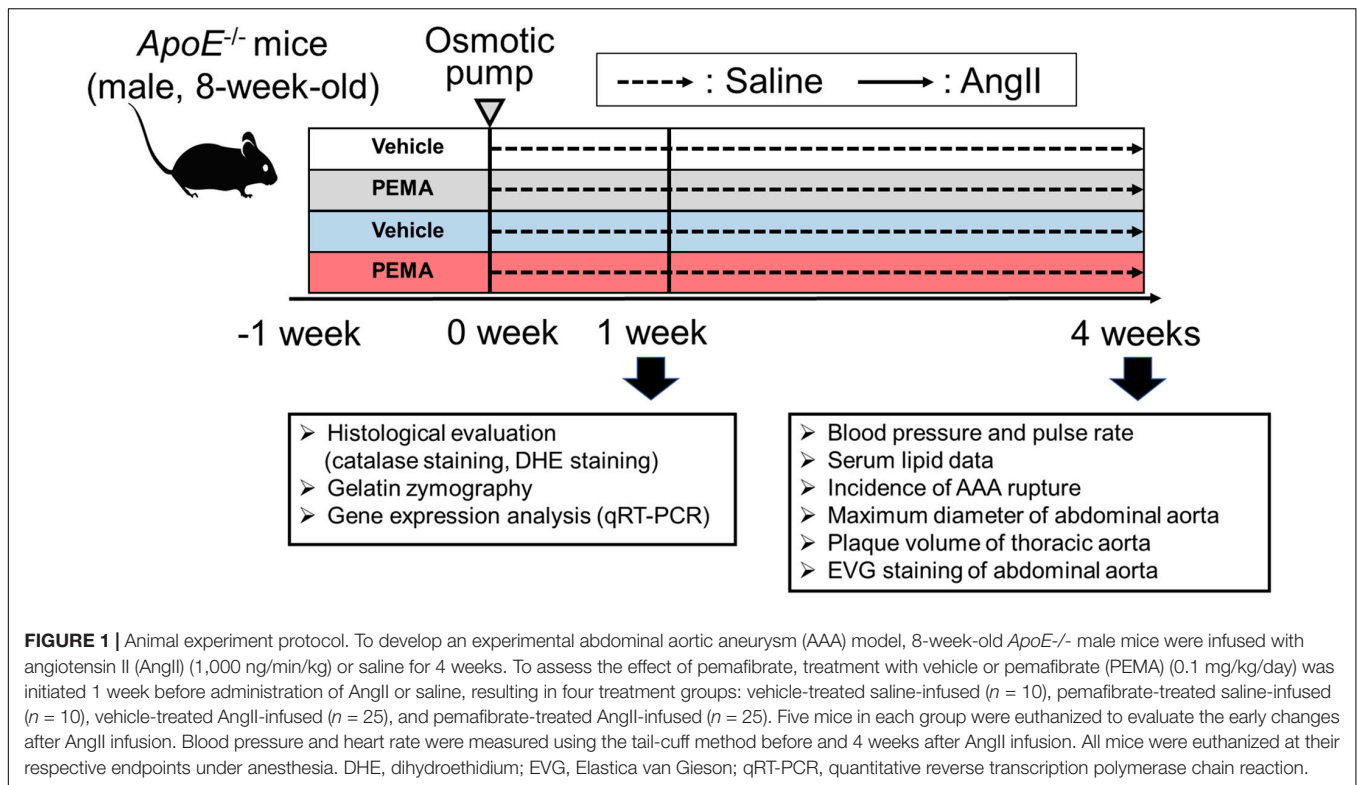 ApoE-/- mice
(male, 8-week-old)
Osmotic
pump
: Saline : AngII
Vehicle
PEMA
Vehicle
PEMA
-1 week 0 week 1 week 4 weeks
➢ Histological evaluation
(catalase staining, DHE staining)
➢ Gelatin zymography
➢ Gene expression analysis (qRT-PCR)
➢ Blood pressure and pulse rate
➢ Serum lipid data
➢ Incidence of AAA rupture
➢ Maximum diameter of abdominal aorta
➢ Plaque volume of thoracic aorta
➢ EVG staining of abdominal aorta
FIGURE 1 | Animal experiment protocol. To develop an experimental abdominal aortic aneurysm (AAA) model, 8-week-old ApoE-/- male mice were infused with
angiotensin II (AngII) (1,000 ng/min/kg) or saline for 4 weeks. To assess the effect of pemafibrate, treatment with vehicle or pemafibrate (PEMA) (0.1 mg/kg/day) was
initiated 1 week before administration of AngII or saline, resulting in four treatment groups: vehicle-treated saline-infused (n = 10), pemafibrate-treated saline-infused
(n = 10), vehicle-treated AngII-infused (n = 25), and pemafibrate-treated AngII-infused (n = 25). Five mice in each group were euthanized to evaluate the early changes
after AngII infusion. Blood pressure and heart rate were measured using the tail-cuff method before and 4 weeks after AngII infusion. All mice were euthanized at their
respective endpoints under anesthesia. DHE, dihydroethidium; EVG, Elastica van Gieson; qRT-PCR, quantitative reverse transcription polymerase chain reaction.